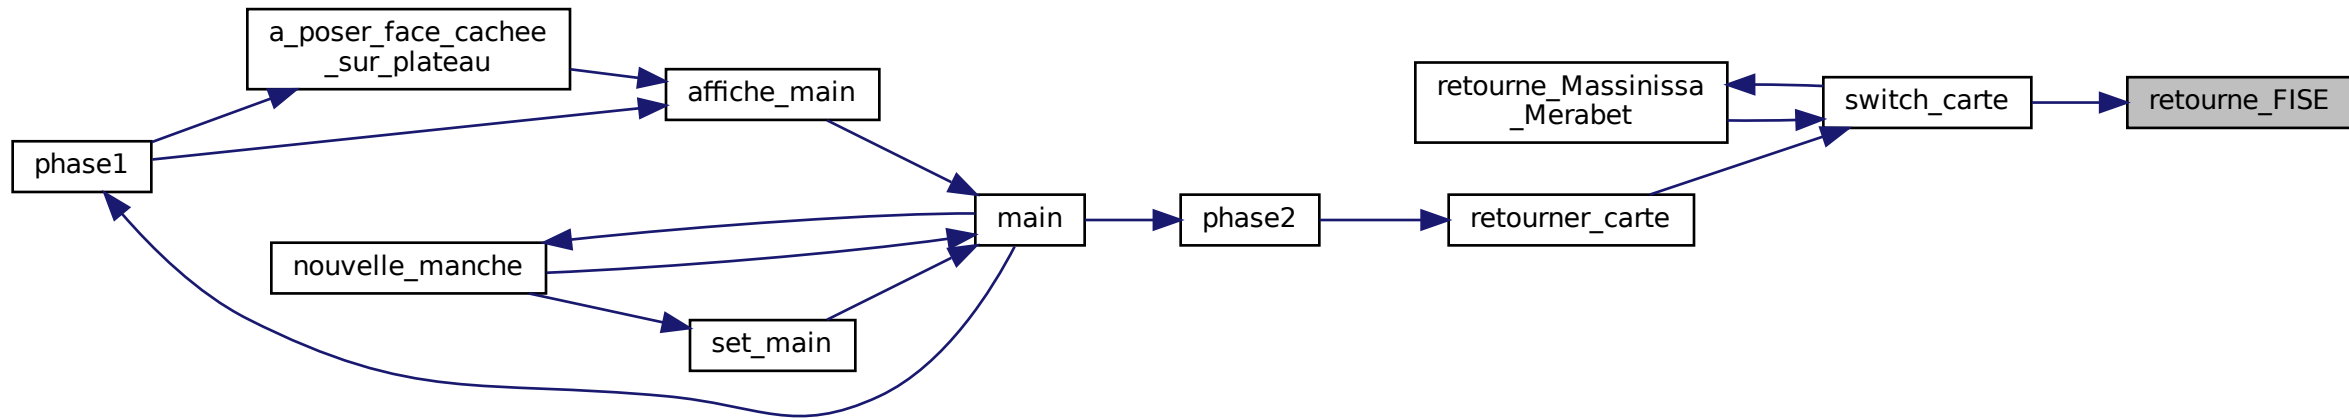 a_poser_face_cachee
_sur_plateau
affiche_main
phase1
nouvelle_manche
set_main
main
phase2
retourne_Massinissa
_Merabet
retourner_carte
switch_carte
retourne_FISE